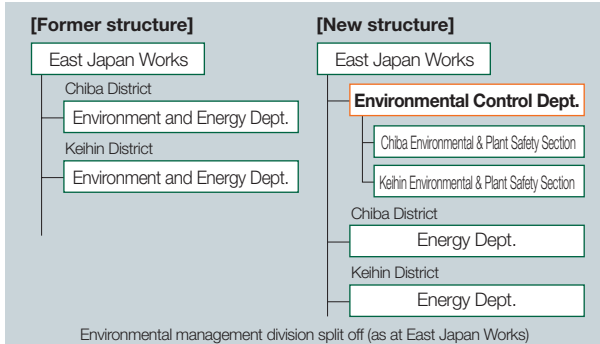 [Former structure]
East Japan Works
Chiba District
Environment and Energy Dept.
Keihin District
Environment and Energy Dept.
[New structure]
East Japan Works
Environmental Control Dept.
Chiba Environmental & Plant Safety Section
Keihin Environmental & Plant Safety Section
Chiba District
Energy Dept.
Keihin District
Energy Dept.
Environmental management division split off (as at East Japan Works)